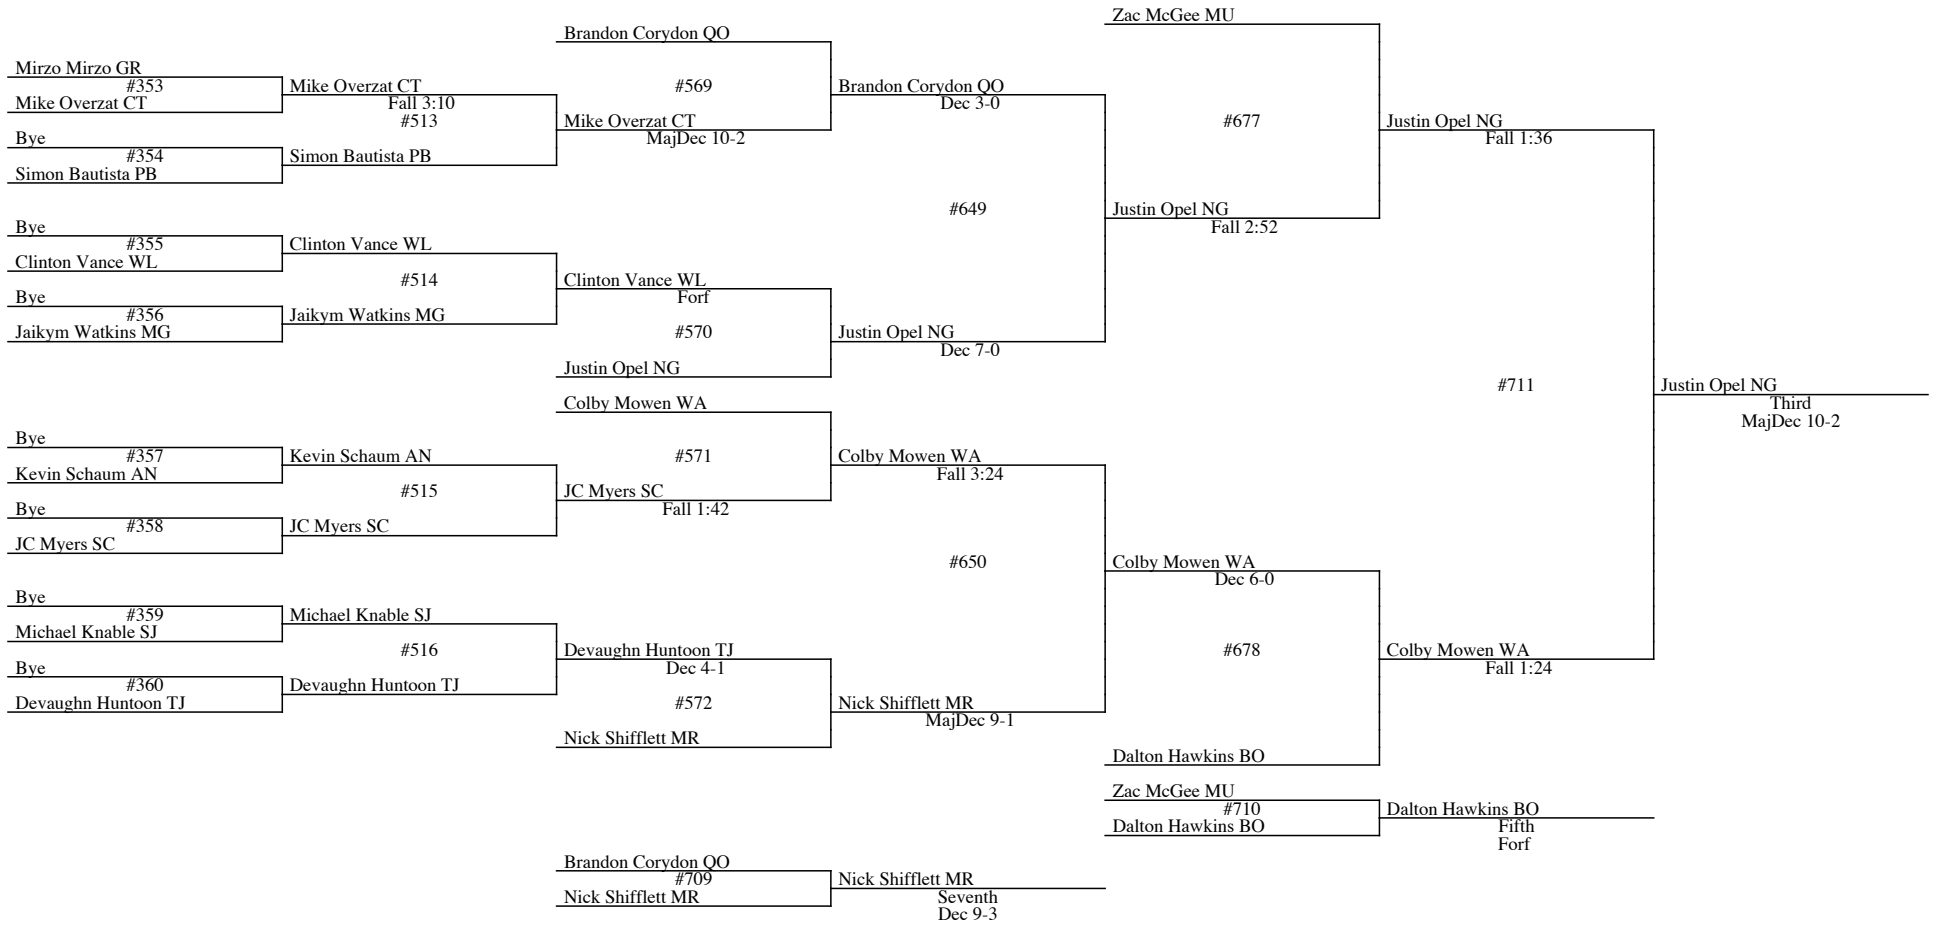 Zac McGee MU
Brandon Corydon QO
Mirzo Mirzo GR
#353
Mike Overzat CT
Mike Overzat CT
Fall 3:10
#513
#569
Brandon Corydon QO
Dec 3-0
Mike Overzat CT
MajDec 10-2
#677
Justin Opel NG
Fall 1:36
Bye
#354
Simon Bautista PB
Simon Bautista PB
#649
Justin Opel NG
Fall 2:52
Bye
#355
Clinton Vance WL
Clinton Vance WL
#514
Clinton Vance WL
Forf
Bye
#356
Jaikym Watkins MG
Jaikym Watkins MG
#570
Justin Opel NG
Dec 7-0
Justin Opel NG
#711
Justin Opel NG
Third
MajDec 10-2
Colby Mowen WA
Bye
#357
Kevin Schaum AN
Kevin Schaum AN
#571
Colby Mowen WA
Fall 3:24
#515
JC Myers SC
Fall 1:42
Bye
#358
JC Myers SC
JC Myers SC
#650
Colby Mowen WA
Dec 6-0
Bye
#359
Michael Knable SJ
Michael Knable SJ
#516
Devaughn Huntoon TJ
Dec 4-1
#678
Colby Mowen WA
Fall 1:24
Bye
#360
Devaughn Huntoon TJ
Devaughn Huntoon TJ
#572
Nick Shifflett MR
MajDec 9-1
Nick Shifflett MR
Dalton Hawkins BO
Zac McGee MU
#710
Dalton Hawkins BO
Dalton Hawkins BO
Fifth
Forf
Brandon Corydon QO
#709
Nick Shifflett MR
Nick Shifflett MR
Seventh
Dec 9-3